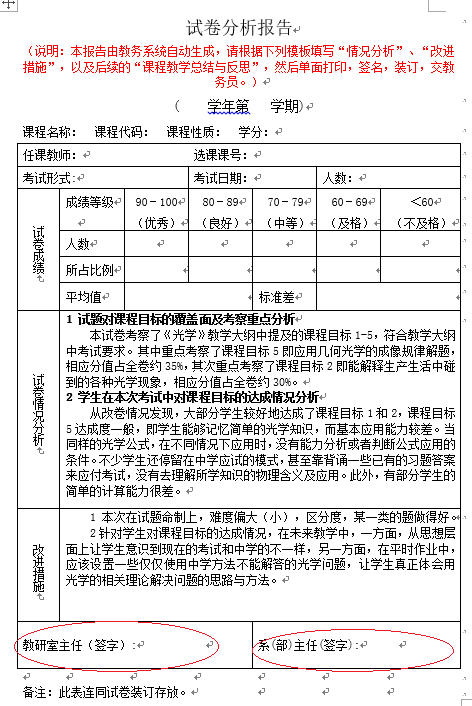 试卷分析报告
(说明：本报告由教务系统自动生成，请根据下列模板填写“情况分析”、“改进
措施”，以及后续的“课程教学总结与反思”，然后单面打印，签名，装订，交教
务员。)
( 学年第 学期)
课程名称： 课程代码： 课程性质： 学分：
任课教师： 选课课号：
考试形式： 考试日期： 人数：
试卷成绩
成绩等级 90－100 80－89 70－79 60－69 ＜60
（优秀） （良好） （中等） （及格） （不及格）
人数
所占比例
平均值 标准差
试卷情况分析
1 试题对课程目标的覆盖面及考察重点分析
本试卷考察了《光学》教学大纲中提及的课程目标1-5，符合教学大纲
中考试要求。其中重点考察了课程目标5即应用几何光学的成像规律解题，
相应分值占全卷约35%，其次重点考察了课程目标2即能解释生产生活中碰
到的各种光学现象，相应分值占全卷约30%。
2 学生在本次考试中对课程目标的达成情况分析
从改卷情况发现，大部分学生较好地达成了课程目标1和2，课程目标
5达成度一般，即学生能够记忆简单的光学知识，而基本应用能力较差。当
同样的光学公式，在不同情况下应用时，没有能力分析或者判断公式应用的
条件。不少学生还停留在中学应试的模式，甚至靠背诵一些已有的习题答案
来应付考试，没有去理解所学知识的物理含义及应用。此外，有部分学生的
简单的计算能力很差。
改进措施
1 本次在试题命制上，难度偏大（小），区分度，某一类的题做得好。
2针对学生对课程目标的达成情况，在未来教学中，一方面，从思想层
面上让学生意识到现在的考试和中学的不一样，另一方面，在平时作业中，
应该设置一些仅仅使用中学方法不能解答的光学问题，让学生真正体会用
光学的相关理论解决问题的思路与方法。
教研室主任（签字）： 系(部)主任(签字)：
备注：此表连同试卷装订存放。